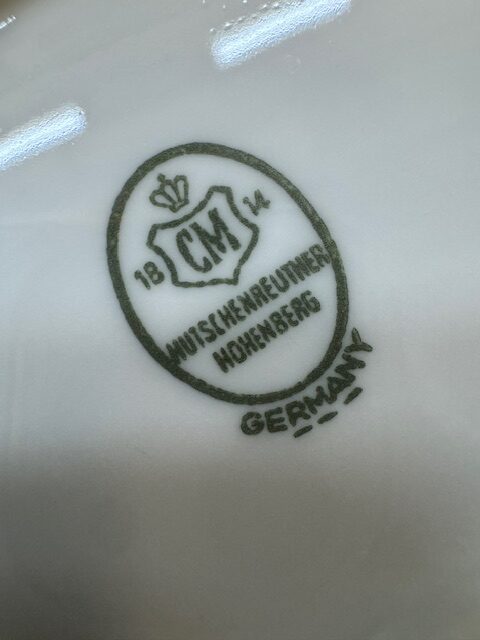 18 CM 14
HUTSCHENREUTHER
HOHENBERG
GERMANY